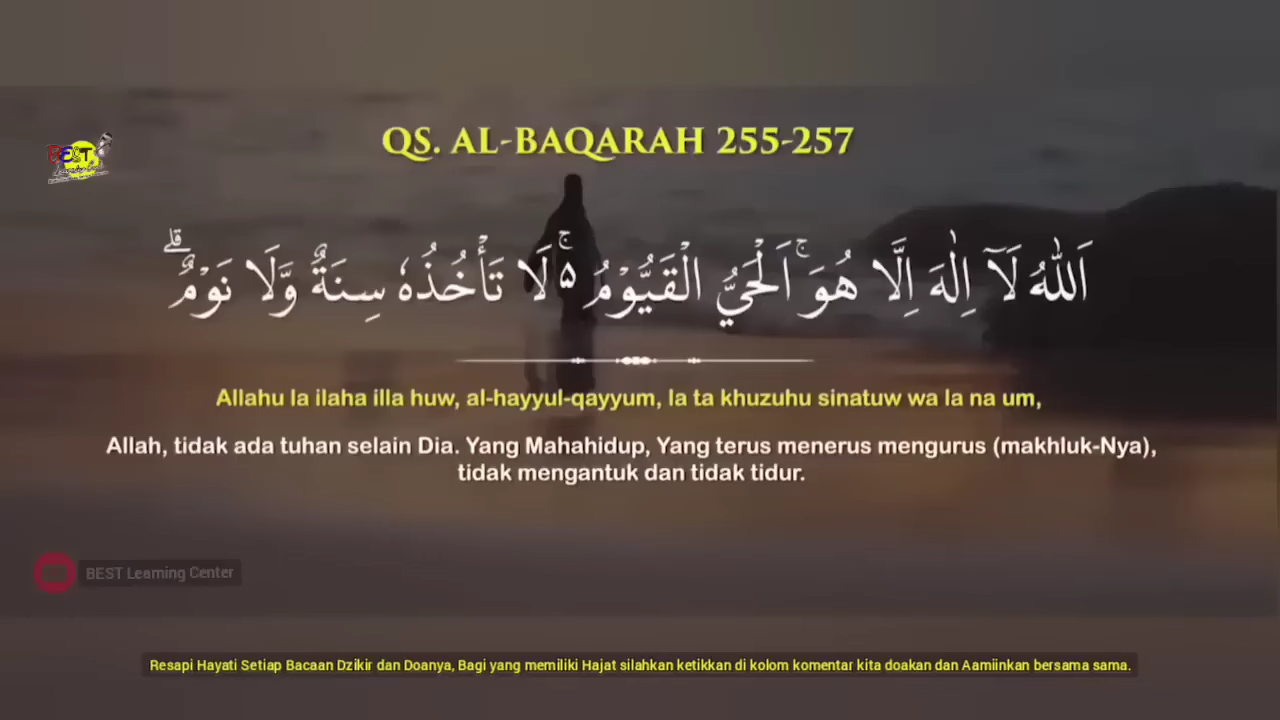 QS. AL-BAQARAH 255-257
BEST
اَللّٰهُ لَآ اِلٰهَ اِلَّا هُوَۚ اَلْحَيُّ الْقَيُّوْمُ ەۚ لَا تَأْخُذُهٗ سِنَةٌ وَّلَا نَوْمٌۗ
Allahu la ilaha illa huw, al-hayyul-qayyum, la ta khuzuhu sinatuw wa la na um,
Allah, tidak ada tuhan selain Dia. Yang Mahahidup, Yang terus menerus mengurus (makhluk-Nya),
tidak mengantuk dan tidak tidur.
BEST Learning Center
Resapi Hayati Setiap Bacaan Dzikir dan Doanya, Bagi yang memiliki Hajat silahkan ketikkan di kolom komentar kita doakan dan Aamiinkan bersama sama.